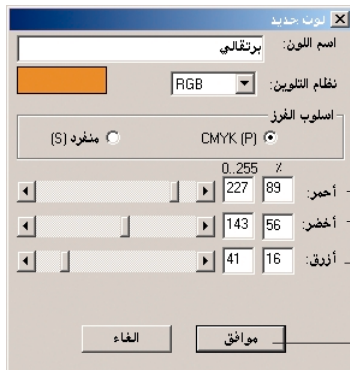 لون جديد
اسم اللون: برتقالي
نظام التلوين: RGB
اسلوب الفرز
CMYK (P) منفرد (S)
% 0..255
أحمر: 89 227
أخضر: 56 143
أزرق: 16 41
موافق الغاء